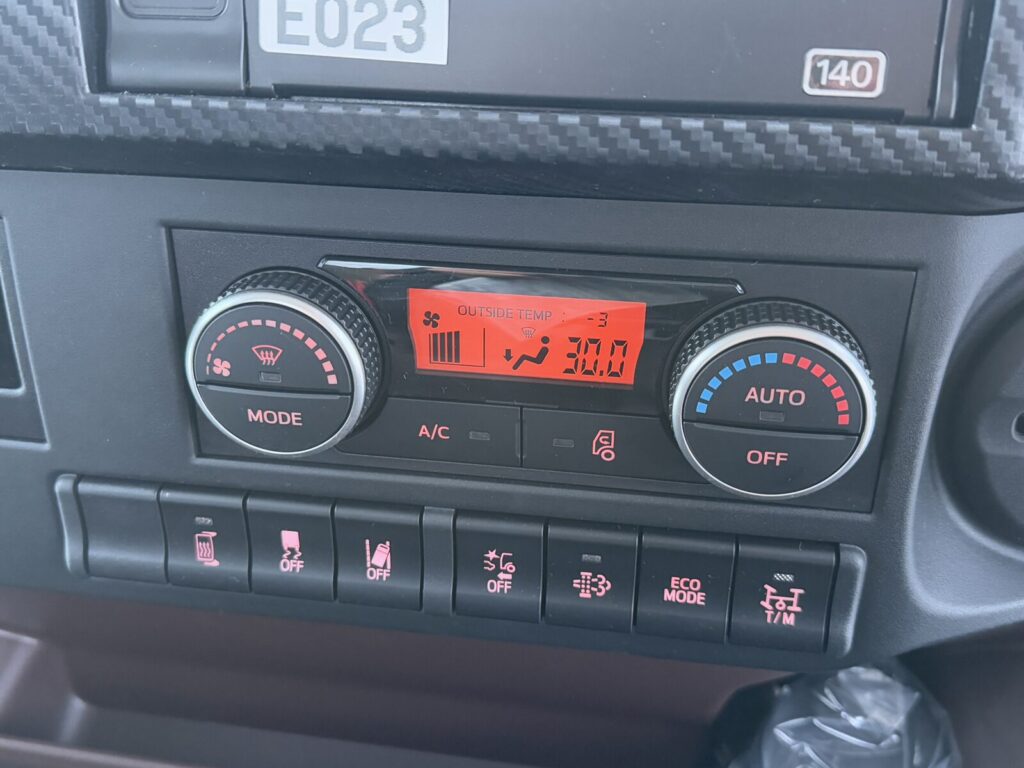 E023
140
OUTSIDE TEMP : -3
30.0
MODE
A/C
AUTO
OFF
OFF
OFF
OFF
ECO
MODE
T/M